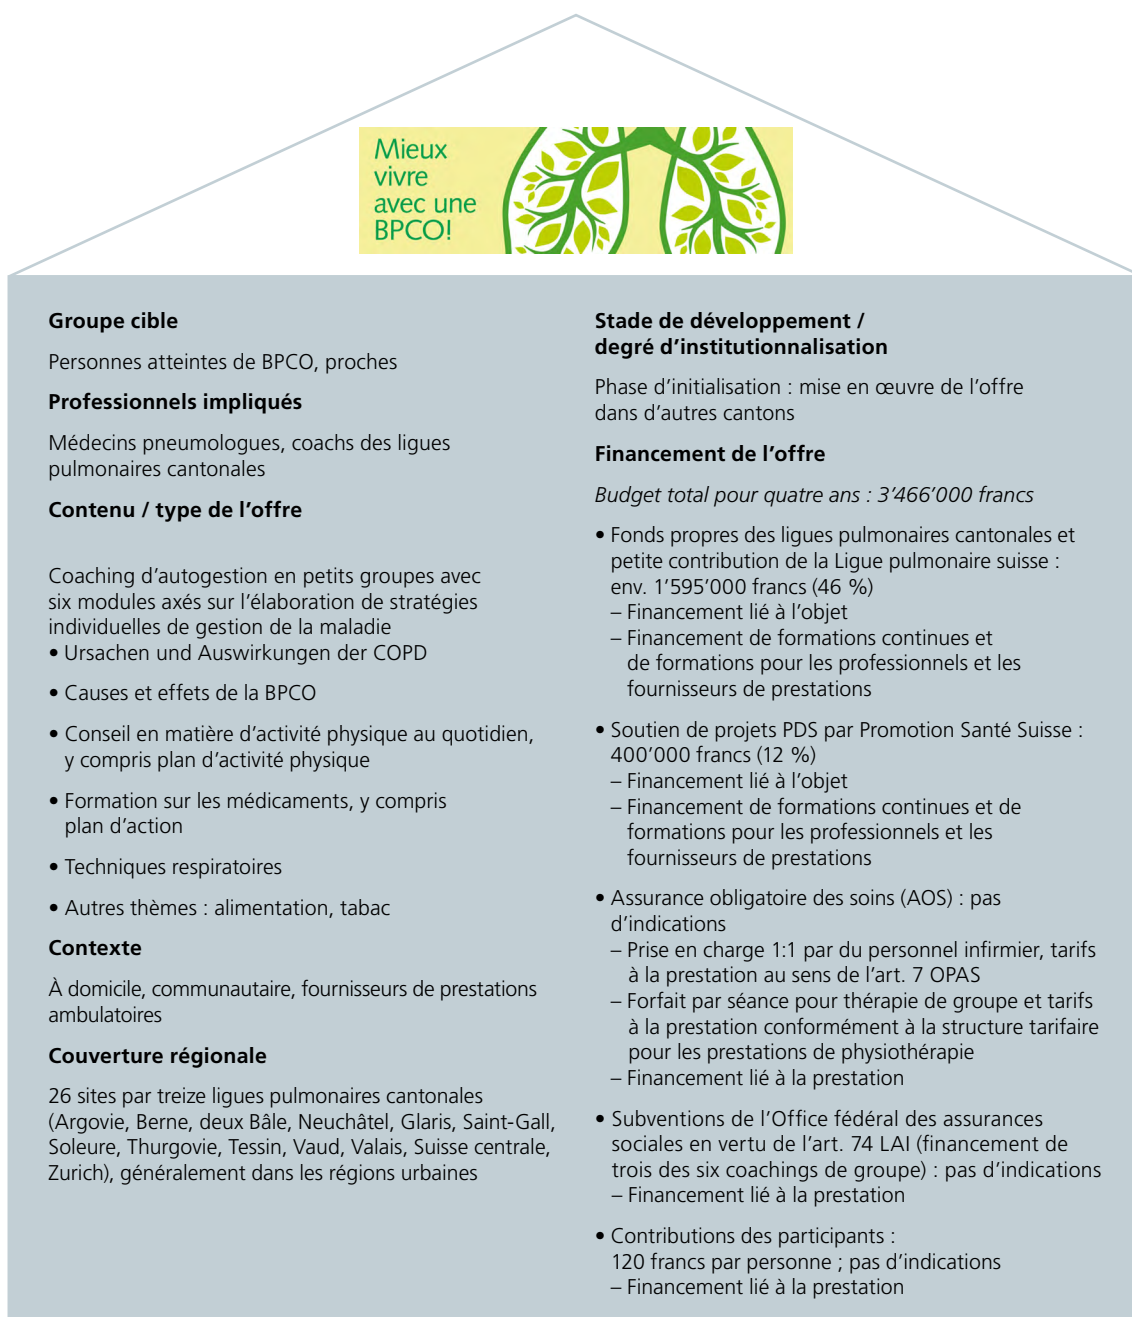 Mieux
vivre
avec une
BPCO!
Groupe cible
Personnes atteintes de BPCO, proches
Professionnels impliqués
Médecins pneumologues, coachs des ligues
pulmonaires cantonales
Contenu / type de l’offre
Coaching d’autogestion en petits groupes avec
six modules axés sur l’élaboration de stratégies
individuelles de gestion de la maladie
• Ursachen und Auswirkungen der COPD
• Causes et effets de la BPCO
• Conseil en matière d’activité physique au quotidien,
y compris plan d’activité physique
• Formation sur les médicaments, y compris
plan d’action
• Techniques respiratoires
• Autres thèmes : alimentation, tabac
Contexte
À domicile, communautaire, fournisseurs de prestations
ambulatoires
Couverture régionale
26 sites par treize ligues pulmonaires cantonales
(Argovie, Berne, deux Bâle, Neuchâtel, Glaris, Saint-Gall,
Soleure, Thurgovie, Tessin, Vaud, Valais, Suisse centrale,
Zurich), généralement dans les régions urbaines
Stade de développement /
degré d’institutionnalisation
Phase d’initialisation : mise en œuvre de l’offre
dans d’autres cantons
Financement de l’offre
Budget total pour quatre ans : 3’466’000 francs
• Fonds propres des ligues pulmonaires cantonales et
petite contribution de la Ligue pulmonaire suisse :
env. 1’595’000 francs (46 %)
– Financement lié à l’objet
– Financement de formations continues et
de formations pour les professionnels et les
fournisseurs de prestations
• Soutien de projets PDS par Promotion Santé Suisse :
400’000 francs (12 %)
– Financement lié à l’objet
– Financement de formations continues et de
formations pour les professionnels et les
fournisseurs de prestations
• Assurance obligatoire des soins (AOS) : pas
d’indications
– Prise en charge 1:1 par du personnel infirmier, tarifs
à la prestation au sens de l’art. 7 OPAS
– Forfait par séance pour thérapie de groupe et tarifs
à la prestation conformément à la structure tarifaire
pour les prestations de physiothérapie
– Financement lié à la prestation
• Subventions de l’Office fédéral des assurances
sociales en vertu de l’art. 74 LAI (financement de
trois des six coachings de groupe) : pas d’indications
– Financement lié à la prestation
• Contributions des participants :
120 francs par personne ; pas d’indications
– Financement lié à la prestation